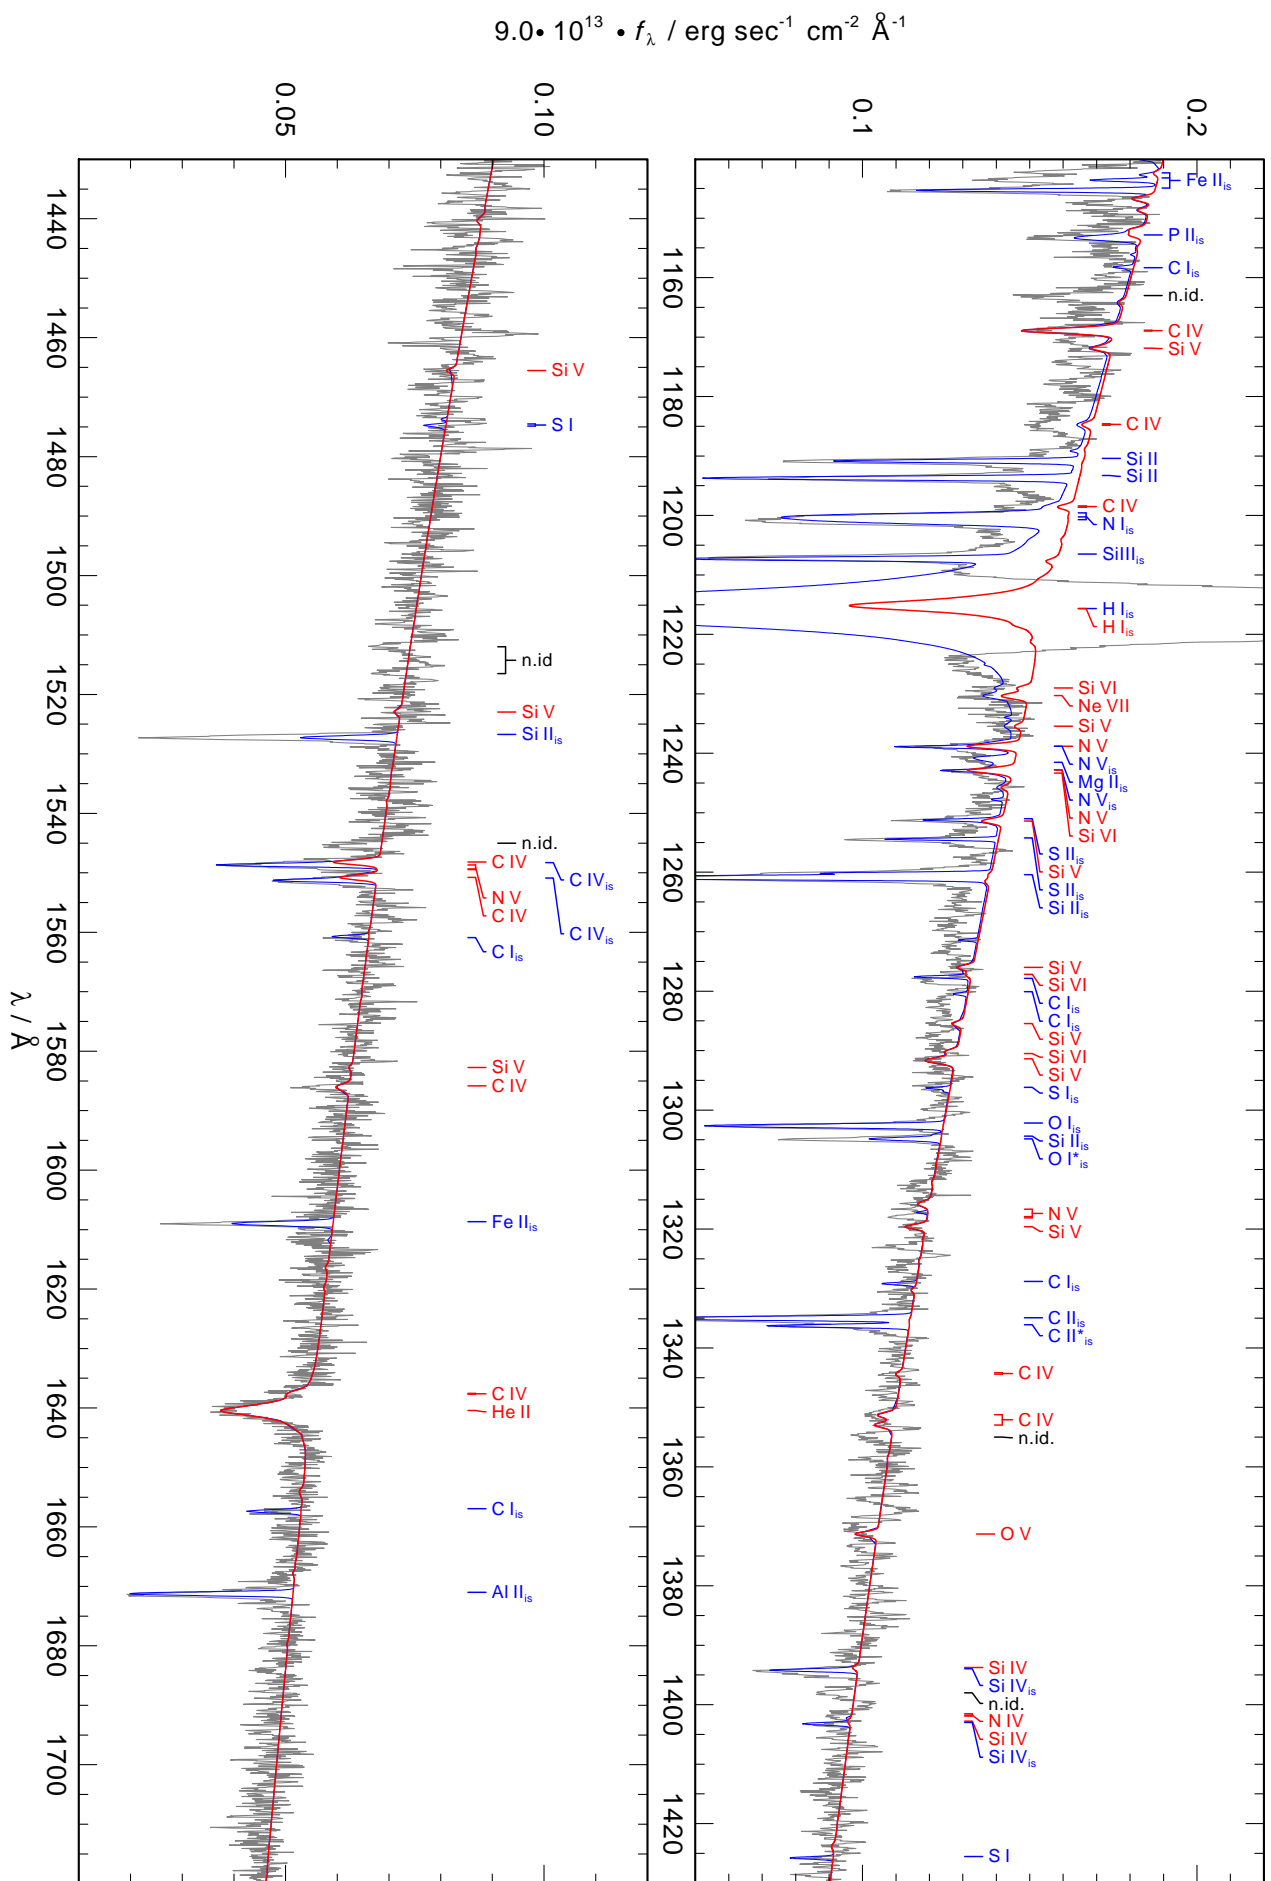 9.0• 10¹³ • f_λ / erg sec⁻¹ cm⁻² Å⁻¹
0.05
0.10
0.1
0.2
1160
1180
1200
1220
1240
1260
1280
1300
1320
1340
1360
1380
1400
1420
Fe II_is
P II_is
C I_is
n.id.
C IV
Si V
C IV
Si II
Si II
C IV
N I_is
SiIII_is
H I_is
H I_is
Si VI
Ne VII
Si V
N V
N V_is
Mg II_is
N V_is
N V
Si VI
S II_is
Si V
S II_is
Si II_is
Si V
Si VI
C I_is
C I_is
Si V
Si VI
Si V
S I_is
O I_is
Si II_is
O I*_is
N V
Si V
C I_is
C II_is
C II*_is
C IV
C IV
n.id.
O V
Si IV
Si IV_is
n.id.
N IV
Si IV
Si IV_is
S I
1440
1460
1480
1500
1520
1540
1560
1580
1600
1620
1640
1660
1680
1700
Si V
S I
n.id
Si V
Si II_is
n.id.
C IV
N V
C IV
C IV_is
C IV_is
C I_is
Si V
C IV
Fe II_is
C IV
He II
C I_is
Al II_is
λ / Å